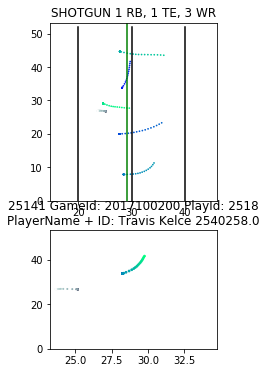 SHOTGUN 1 RB, 1 TE, 3 WR
50
40
30
20
10
0
20 30 40
25141 GameId: 2017100200 PlayId: 2518
PlayerName + ID: Travis Kelce 2540258.0
40
20
0
25.0 27.5 30.0 32.5